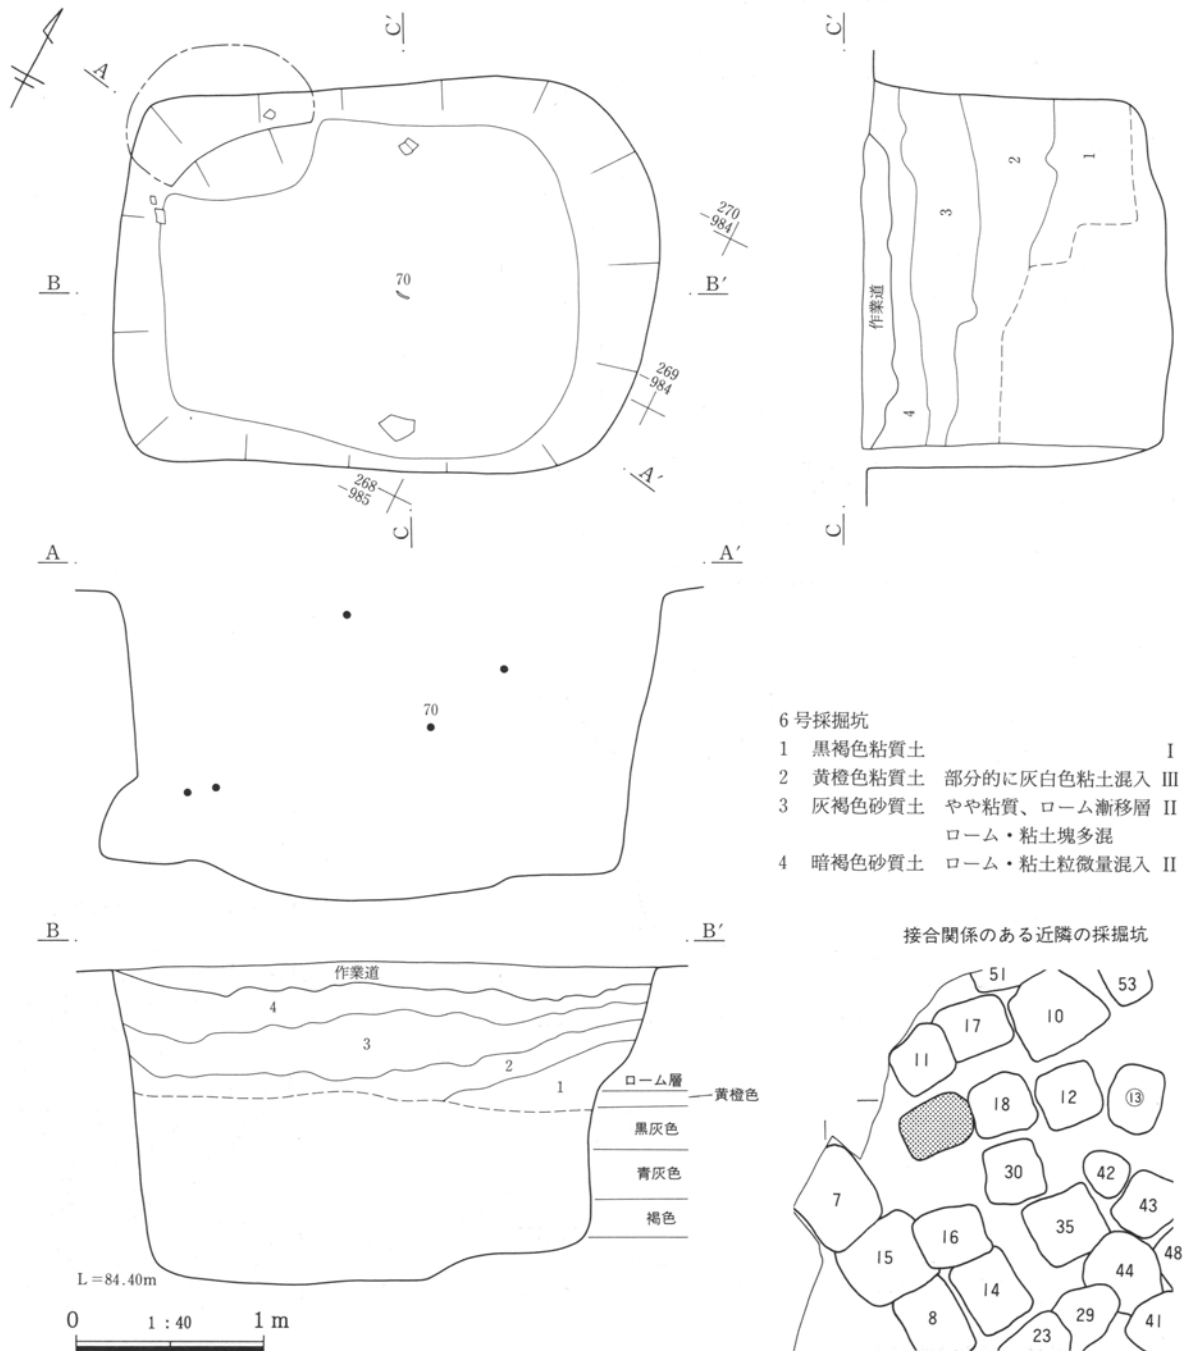 A
C'
C'
270
-984
B
70
B'
269
-984
268
-985
A'
C
1
2
3
作業道
4
C
A
A'
70
6号採掘坑
1 黒褐色粘質土 I
2 黄橙色粘質土 部分的に灰白色粘土混入 III
3 灰褐色砂質土 やや粘質、ローム漸移層 II
ローム・粘土塊多混
4 暗褐色砂質土 ローム・粘土粒微量混入 II
B
B'
作業道
4
3
2
1
ローム層
黄橙色
黒灰色
青灰色
褐色
L=84.40m
0 1:40 1m
接合関係のある近隣の採掘坑
51
53
17
10
11
18
12
⑬
30
42
7
43
35
16
15
48
44
14
29
8
41
23